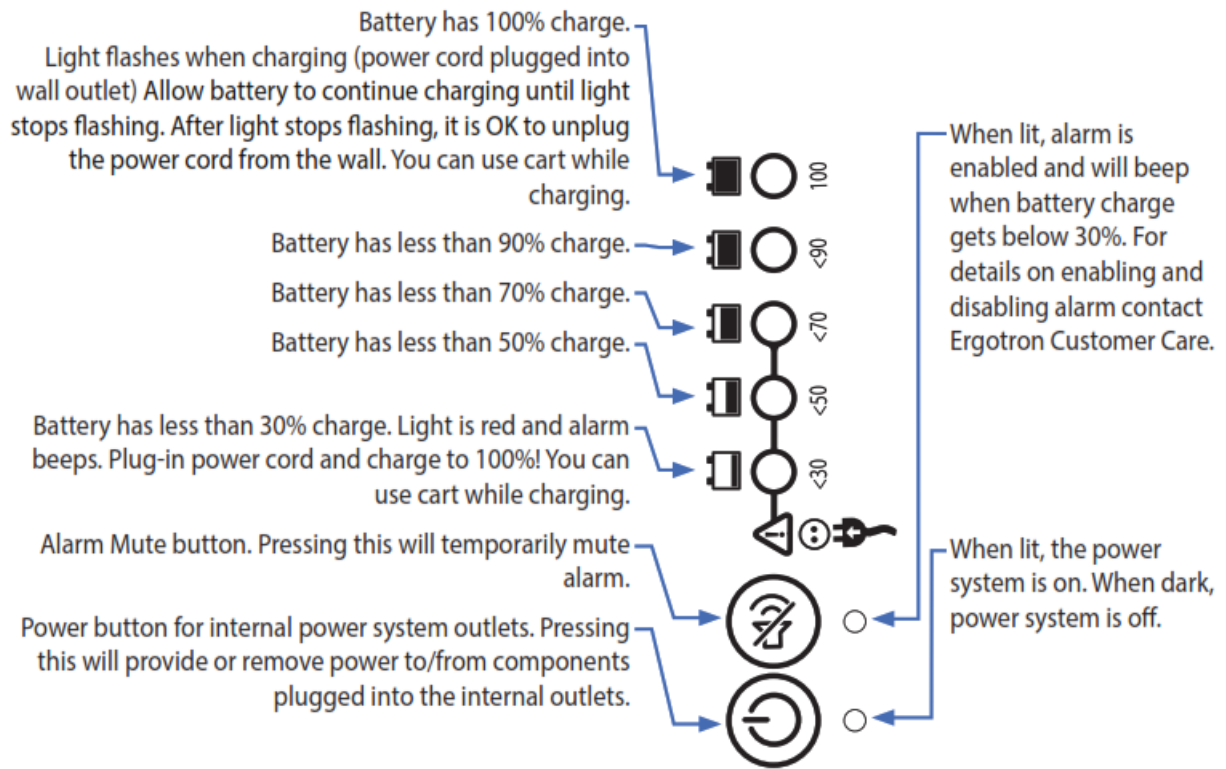 Battery has 100% charge.
Light flashes when charging (power cord plugged into
wall outlet) Allow battery to continue charging until light
stops flashing. After light stops flashing, it is OK to unplug
the power cord from the wall. You can use cart while
charging.
Battery has less than 90% charge.
Battery has less than 70% charge.
Battery has less than 50% charge.
Battery has less than 30% charge. Light is red and alarm
beeps. Plug-in power cord and charge to 100%! You can
use cart while charging.
Alarm Mute button. Pressing this will temporarily mute
alarm.
Power button for internal power system outlets. Pressing
this will provide or remove power to/from components
plugged into the internal outlets.
100
<90
<70
<50
<30
When lit, alarm is
enabled and will beep
when battery charge
gets below 30%. For
details on enabling and
disabling alarm contact
Ergotron Customer Care.
When lit, the power
system is on. When dark,
power system is off.